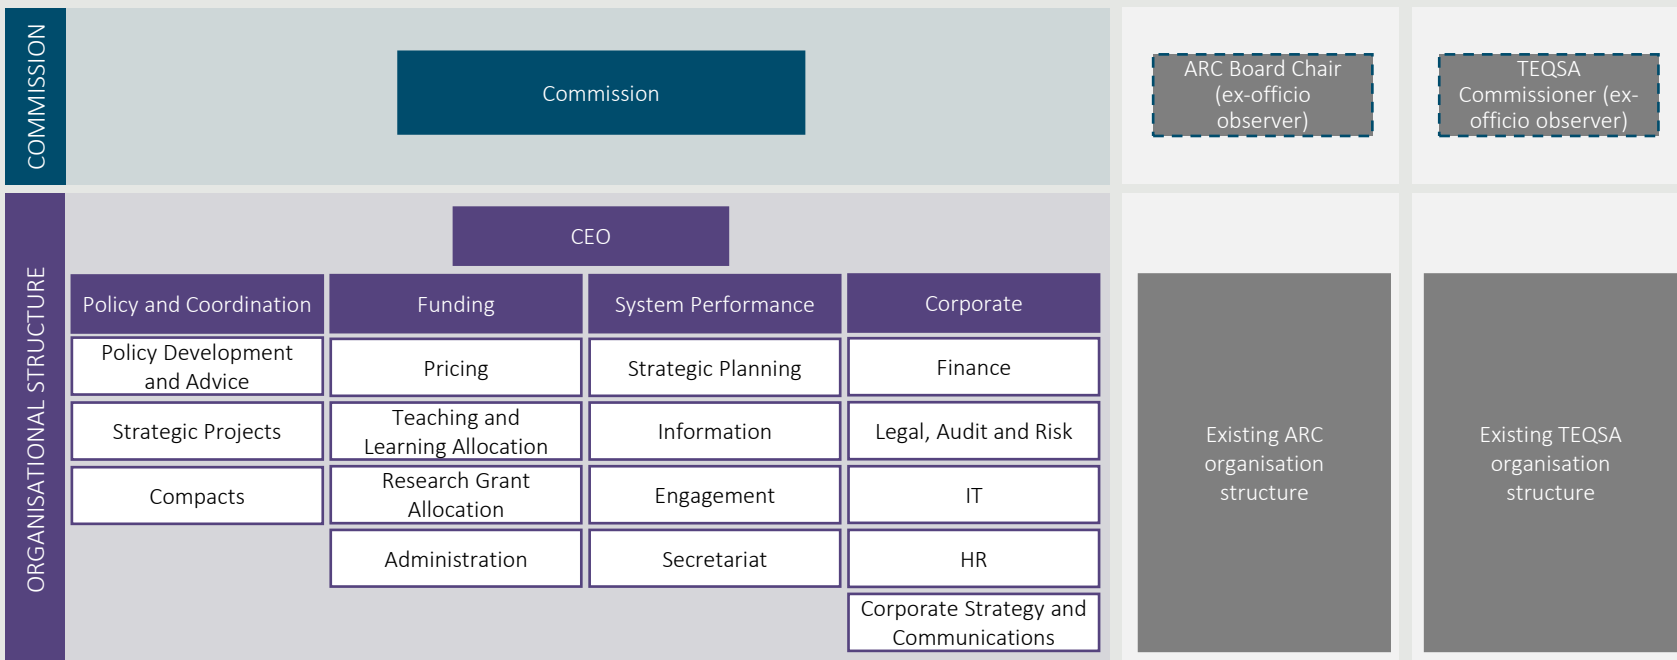 COMMISSION
Commission
ARC Board Chair
(ex-officio
observer)
TEQSA
Commissioner (ex-
officio observer)
ORGANISATIONAL STRUCTURE
CEO
Policy and Coordination
Funding
System Performance
Corporate
Policy Development
and Advice
Pricing
Strategic Planning
Finance
Strategic Projects
Teaching and
Learning Allocation
Information
Legal, Audit and Risk
Compacts
Research Grant
Allocation
Engagement
IT
Administration
Secretariat
HR
Corporate Strategy and
Communications
Existing ARC
organisation
structure
Existing TEQSA
organisation
structure